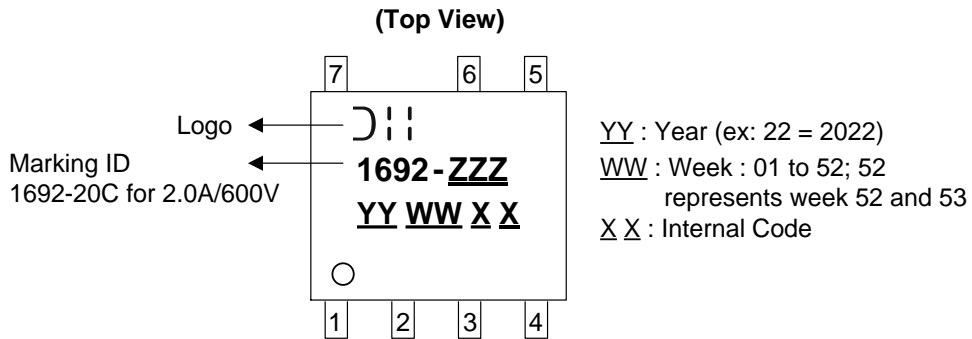 (Top View)
7 6 5
Logo
Marking ID
1692-20C for 2.0A/600V
1692-ZZZ
YY WW X X
YY : Year (ex: 22 = 2022)
WW : Week : 01 to 52; 52
represents week 52 and 53
X X : Internal Code
1 2 3 4